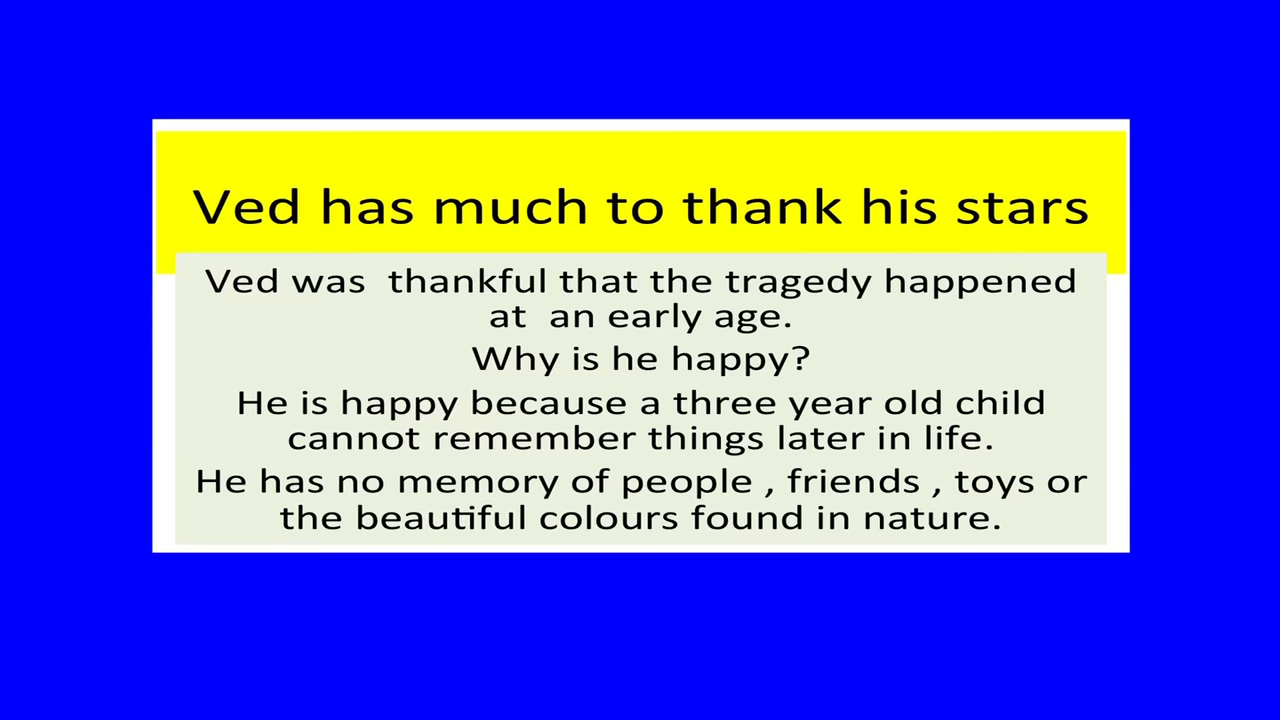 Ved has much to thank his stars
Ved was  thankful that the tragedy happened
at  an early age.
Why is he happy?
He is happy because a three year old child
cannot remember things later in life.
He has no memory of people , friends , toys or
the beautiful colours found in nature.